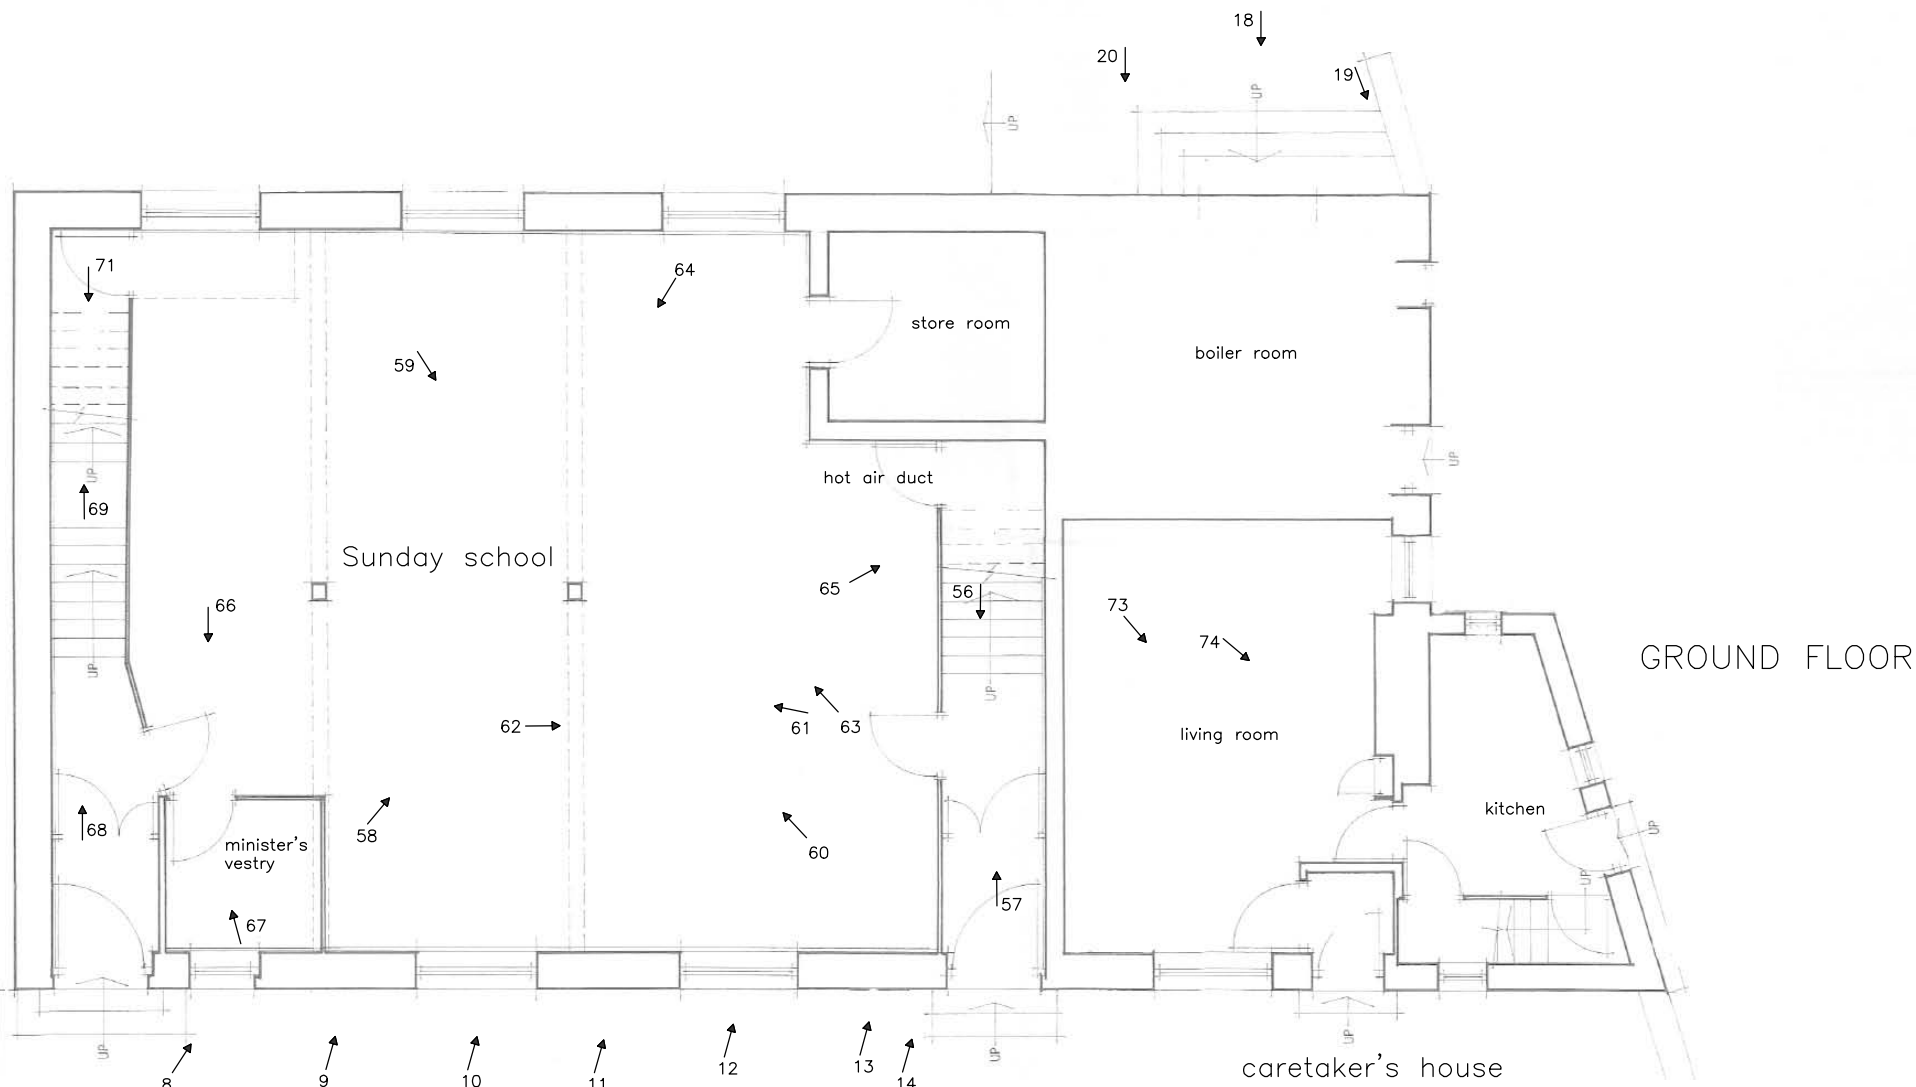 18
20
19
UP
UP
71
64
store room
59
boiler room
UP
hot air duct
UP
69
Sunday school
65
56
66
73
74
GROUND FLOOR
UP
UP
62
61
63
living room
kitchen
58
68
minister's
vestry
60
UP
UP
57
67
UP
UP
UP
8
9
10
11
12
13
14
caretaker's house